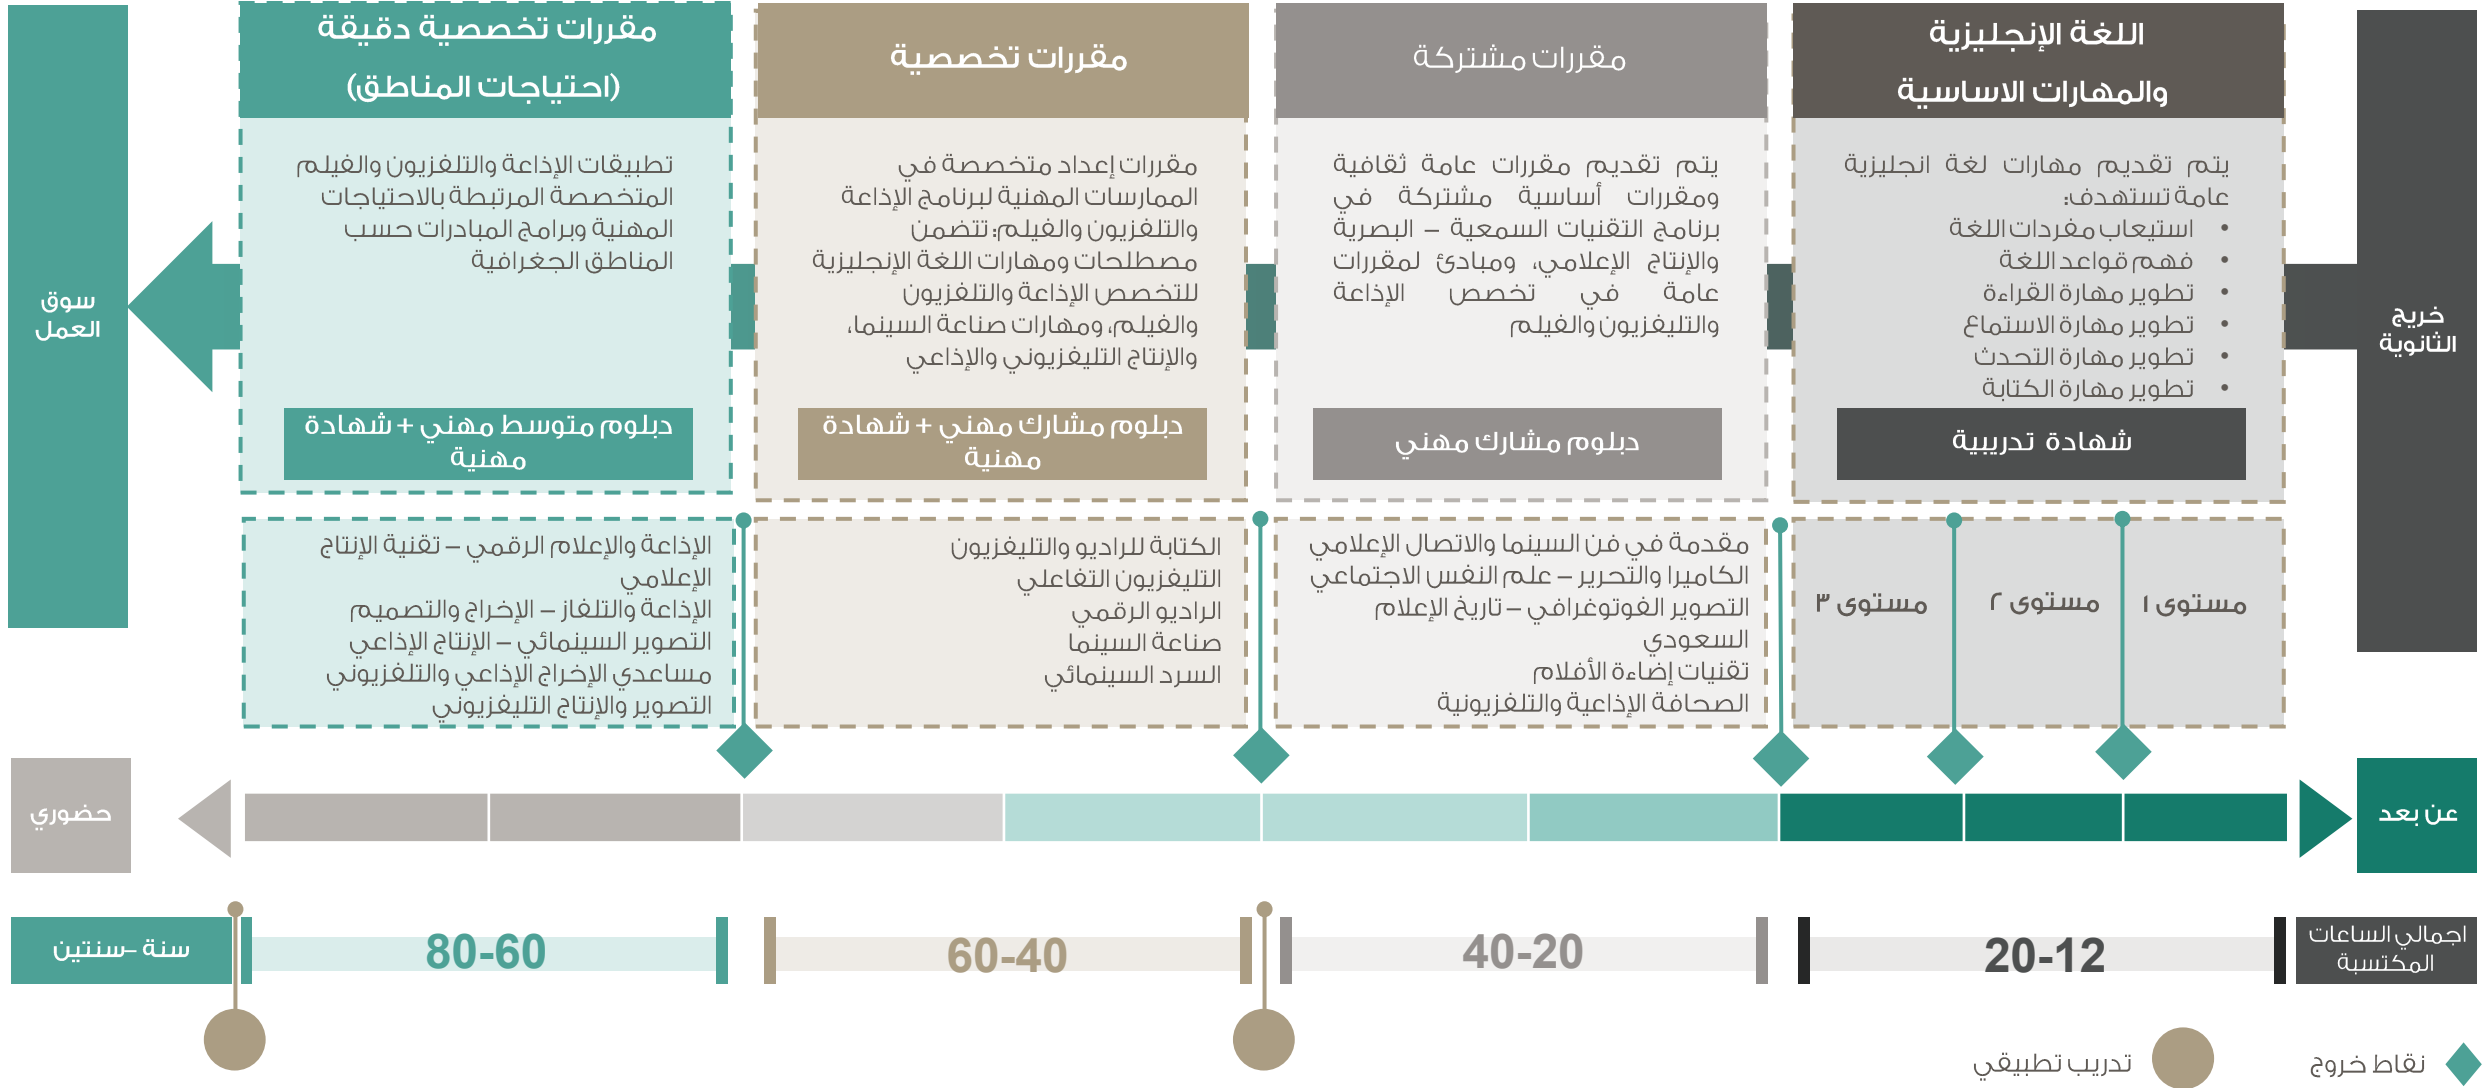 خريج
الثانوية
اللغة الإنجليزية
والمهارات الاساسية
يتم تقديم مهارات لغة انجليزية
عامة تستهدف:
• استيعاب مفردات اللغة
• فهم قواعد اللغة
• تطوير مهارة القراءة
• تطوير مهارة الاستماع
• تطوير مهارة التحدث
• تطوير مهارة الكتابة
شهادة تدريبية
مقررات مشتركة
يتم تقديم مقررات عامة ثقافية
ومقررات أساسية مشتركة في
برنامج التقنيات السمعية – البصرية
والإنتاج الإعلامي، ومبادئ لمقررات
عامة في تخصص الإذاعة
والتليفزيون والفيلم
دبلوم مشارك مهني
مقررات تخصصية
مقررات إعداد متخصصة في
الممارسات المهنية لبرنامج الإذاعة
والتلفزيون والفيلم: تتضمن
مصطلحات ومهارات اللغة الإنجليزية
للتخصص الإذاعة والتلفزيون
والفيلم، ومهارات صناعة السينما،
والإنتاج التليفزيوني والإذاعي
دبلوم مشارك مهني + شهادة
مهنية
مقررات تخصصية دقيقة
(احتياجات المناطق)
تطبيقات الإذاعة والتلفزيون والفيلم
المتخصصة المرتبطة بالاحتياجات
المهنية وبرامج المبادرات حسب
المناطق الجغرافية
دبلوم متوسط مهني + شهادة
مهنية
سوق
العمل
مستوى ١
مستوى ٢
مستوى ٣
مقدمة في فن السينما والاتصال الإعلامي
الكاميرا والتحرير – علم النفس الاجتماعي
التصوير الفوتوغرافي – تاريخ الإعلام
السعودي
تقنيات إضاءة الأفلام
الصحافة الإذاعية والتلفزيونية
الكتابة للراديو والتليفزيون
التليفزيون التفاعلي
الراديو الرقمي
صناعة السينما
السرد السينمائي
الإذاعة والإعلام الرقمي – تقنية الإنتاج
الإعلامي
الإذاعة والتلفاز – الإخراج والتصميم
التصوير السينمائي – الإنتاج الإذاعي
مساعدي الإخراج الإذاعي والتلفزيوني
التصوير والإنتاج التليفزيوني
عن بعد
حضوري
اجمالي الساعات
المكتسبة
20-12
40-20
60-40
80-60
سنة –سنتين
نقاط خروج
تدريب تطبيقي